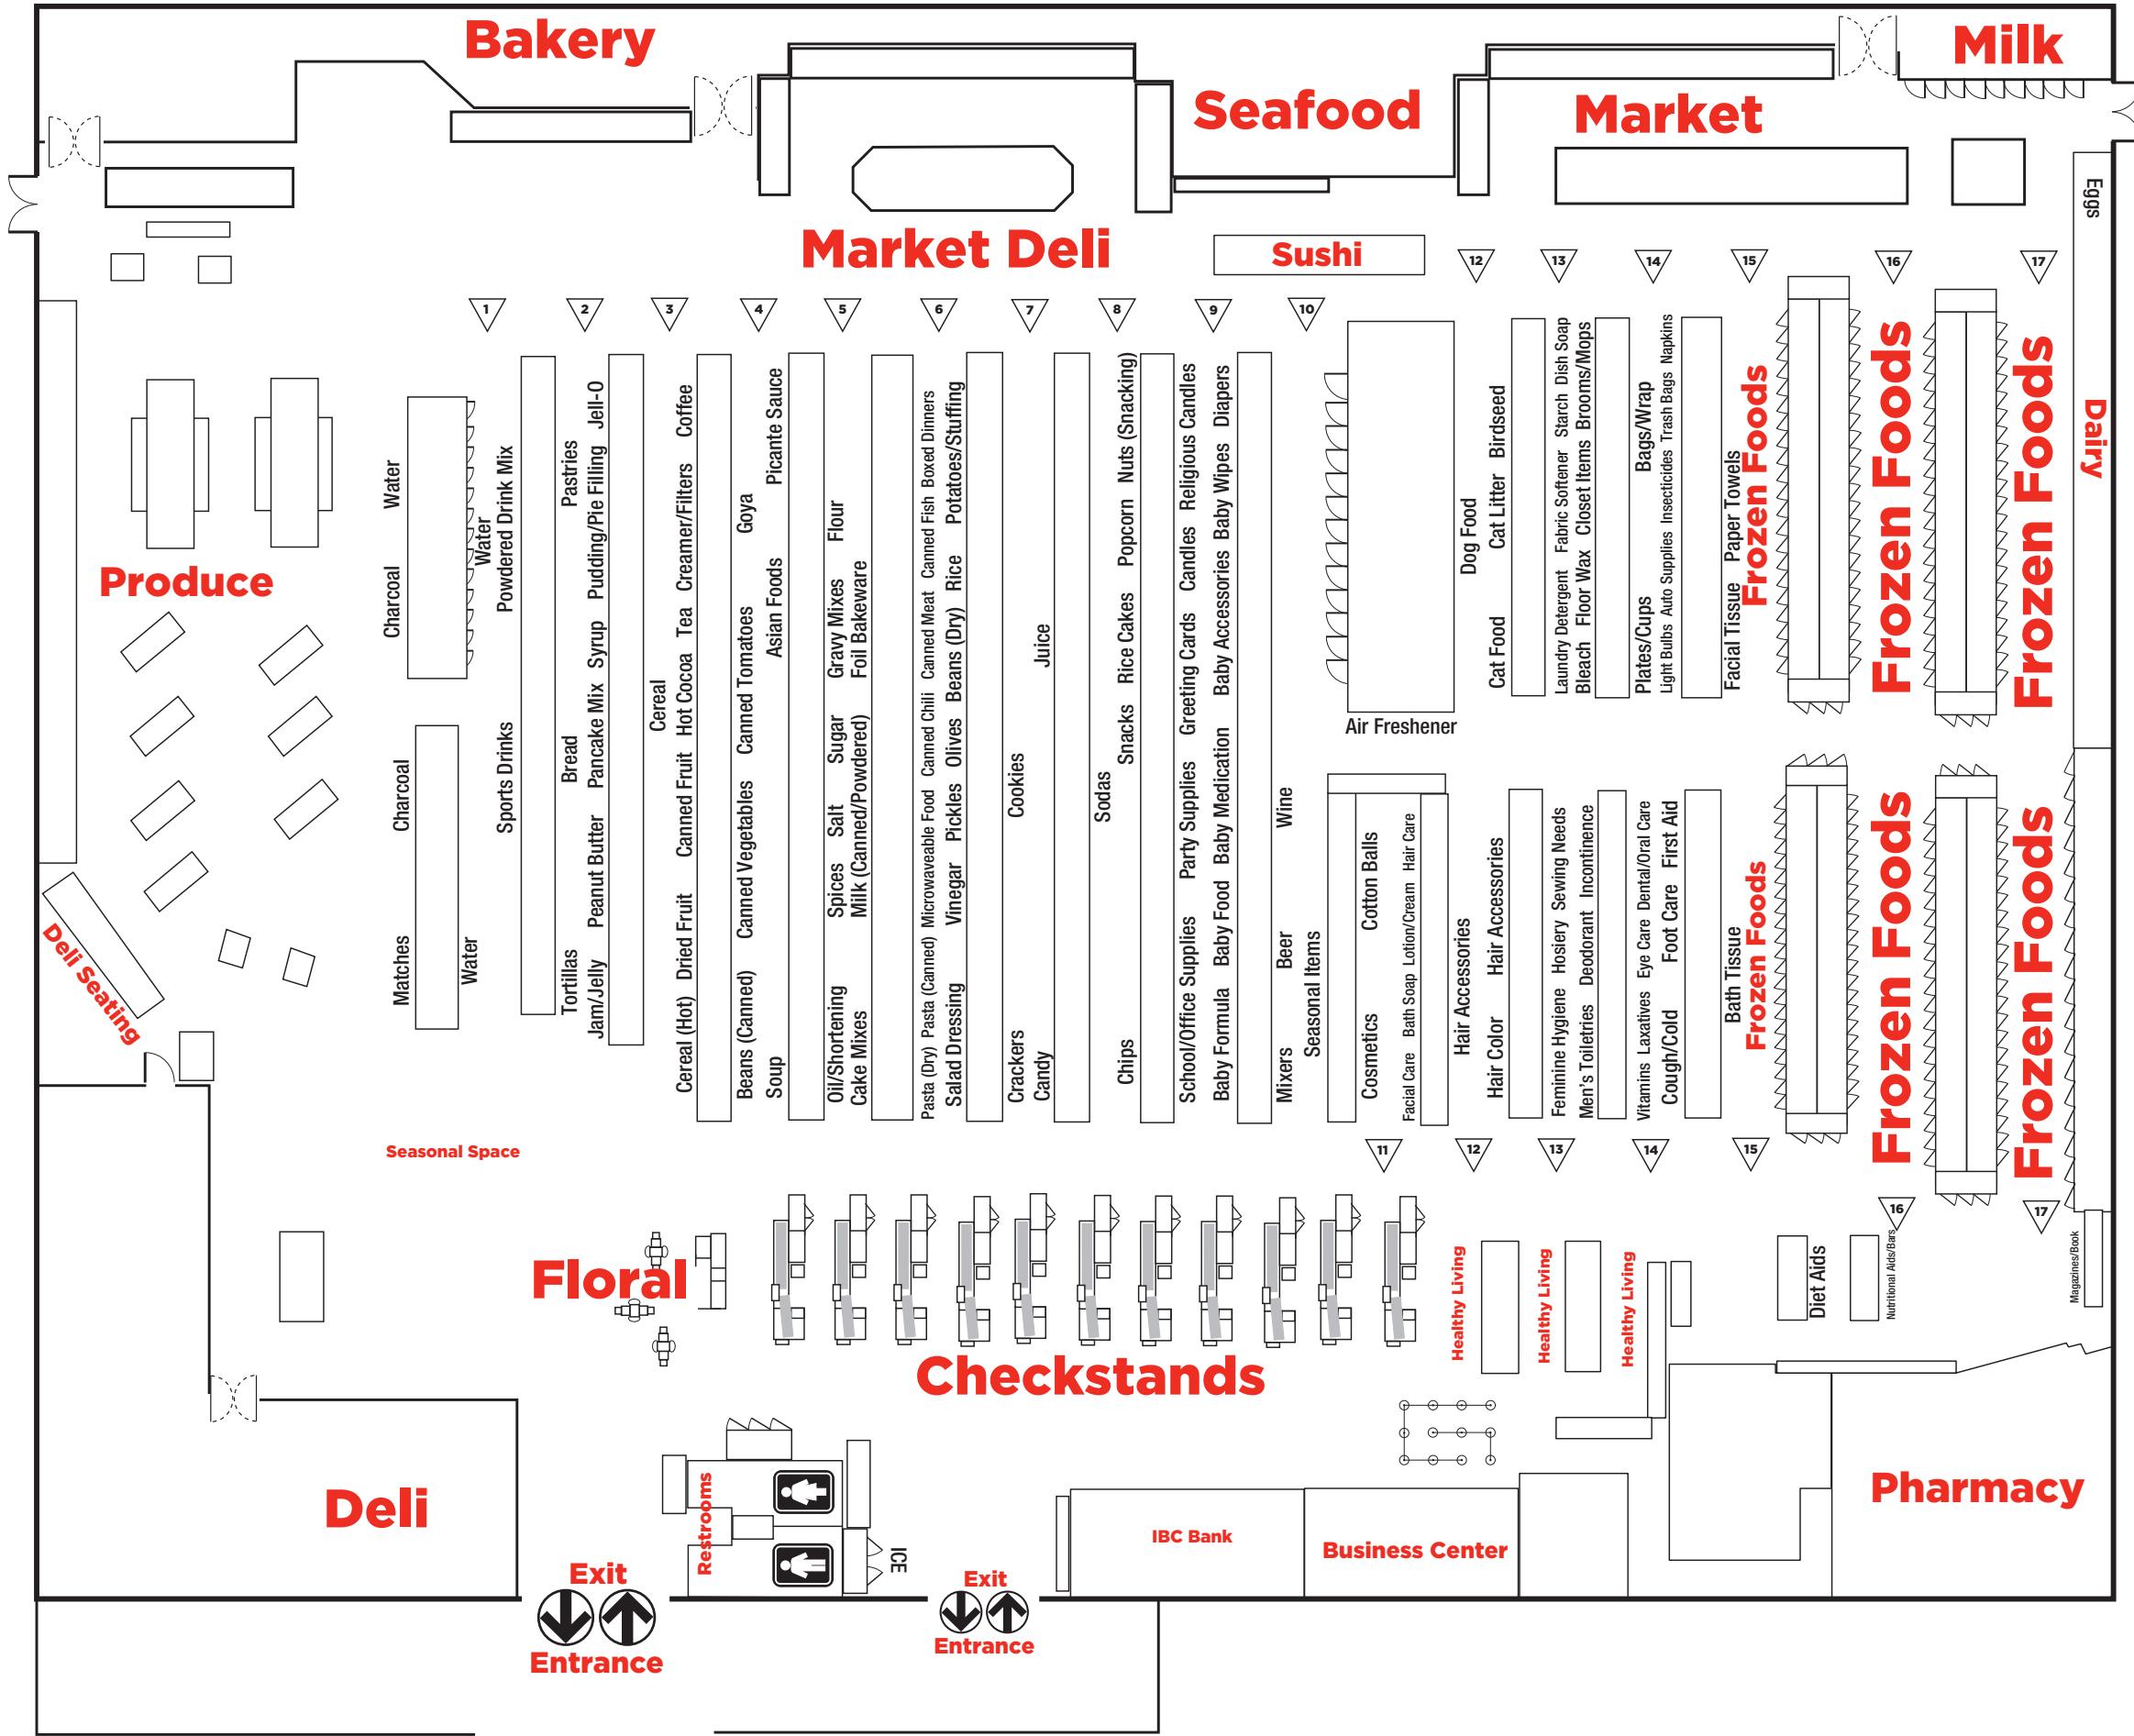 Bakery
Milk
Seafood
Market
Eggs
Market Deli
Sushi
12
13
14
15
16
17
1
2
3
4
5
6
7
8
9
10
Produce
Charcoal Water
Water
Charcoal
Matches
Water
Powdered Drink Mix
Sports Drinks
Tortillas Bread Pastries
Jam/Jelly Peanut Butter Pancake Mix Syrup Pudding/Pie Filling Jell-O
Cereal
Cereal (Hot) Dried Fruit Canned Fruit Hot Cocoa Tea Creamer/Filters Coffee
Beans (Canned) Canned Vegetables Canned Tomatoes Goya
Soup Asian Foods Picante Sauce
Oil/Shortening Spices Salt Sugar Gravy Mixes Flour
Cake Mixes Milk (Canned/Powdered) Foil Bakeware
Pasta (Dry) Pasta (Canned) Microwaveable Food Canned Chili Canned Meat Canned Fish Boxed Dinners
Salad Dressing Vinegar Pickles Olives Beans (Dry) Rice Potatoes/Stuffing
Crackers Cookies
Candy Juice
Sodas
Chips Snacks Rice Cakes Popcorn Nuts (Snacking)
School/Office Supplies Party Supplies Greeting Cards Candles Religious Candles
Baby Formula Baby Food Baby Medication Baby Accessories Baby Wipes Diapers
Mixers Beer Wine
Seasonal Items
Air Freshener
Cosmetics Cotton Balls
Facial Care Bath Soap Lotion/Cream Hair Care
Dog Food
Hair Accessories
Cat Food Cat Litter Birdseed
Hair Color Hair Accessories
Laundry Detergent Fabric Softener Starch Dish Soap
Bleach Floor Wax Closet Items Brooms/Mops
Feminine Hygiene Hosiery Sewing Needs
Men's Toiletries Deodorant Incontinence
Plates/Cups Bags/Wrap
Light Bulbs Auto Supplies Insecticides Trash Bags Napkins
Vitamins Laxatives Eye Care Dental/Oral Care
Cough/Cold Foot Care First Aid
Facial Tissue Paper Towels
Bath Tissue
Frozen Foods
Frozen Foods
Frozen Foods
Frozen Foods
Frozen Foods
Frozen Foods
Dairy
Deli Seating
Seasonal Space
11
12
13
14
15
16
17
Floral
Checkstands
Healthy Living
Healthy Living
Healthy Living
Diet Aids
Nutritional Aids/Bars
Magazines/Book
Deli
Restrooms
ICE
IBC Bank
Business Center
Pharmacy
Exit
Entrance
Exit
Entrance